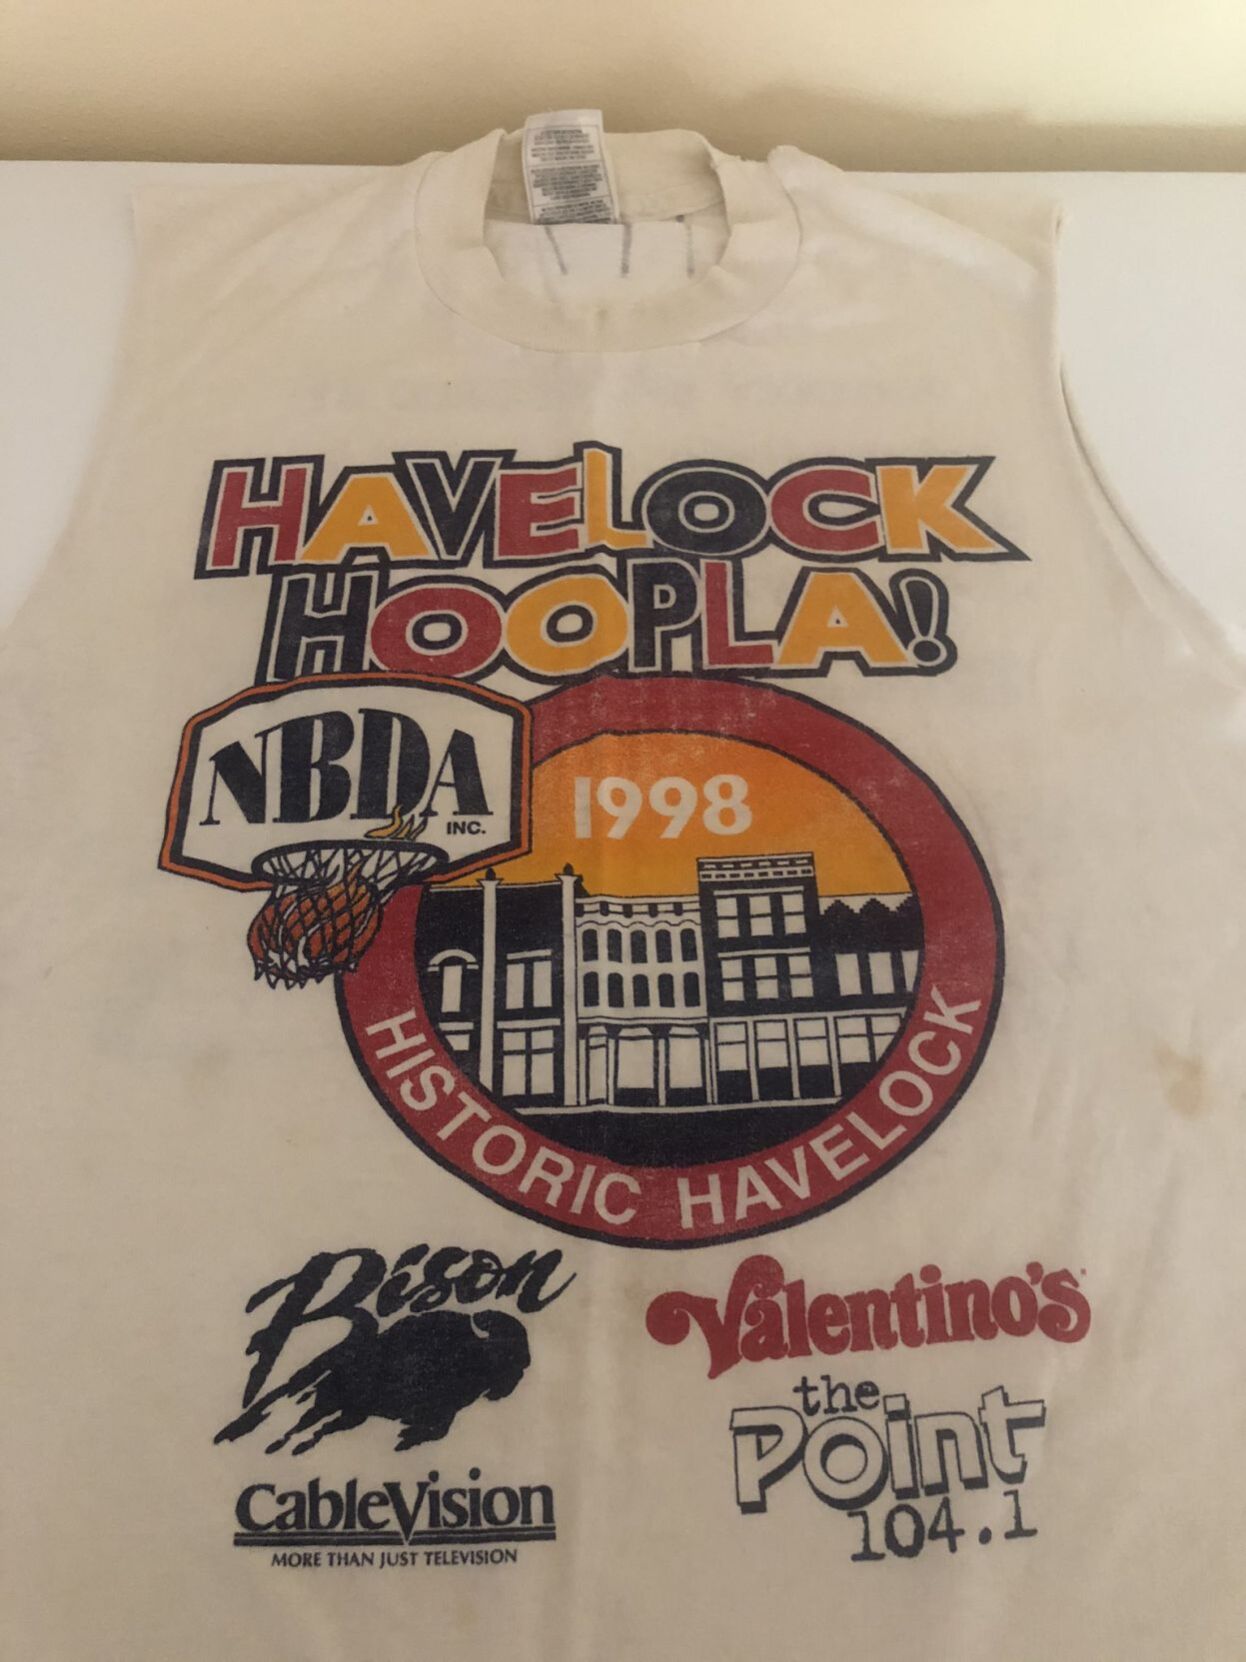 HAVELOCK
HOOPLA!
NBDA
INC.
1998
HISTORIC HAVELOCK
Bison
Valentino's
the
Point
104.1
CableVision
MORE THAN JUST TELEVISION